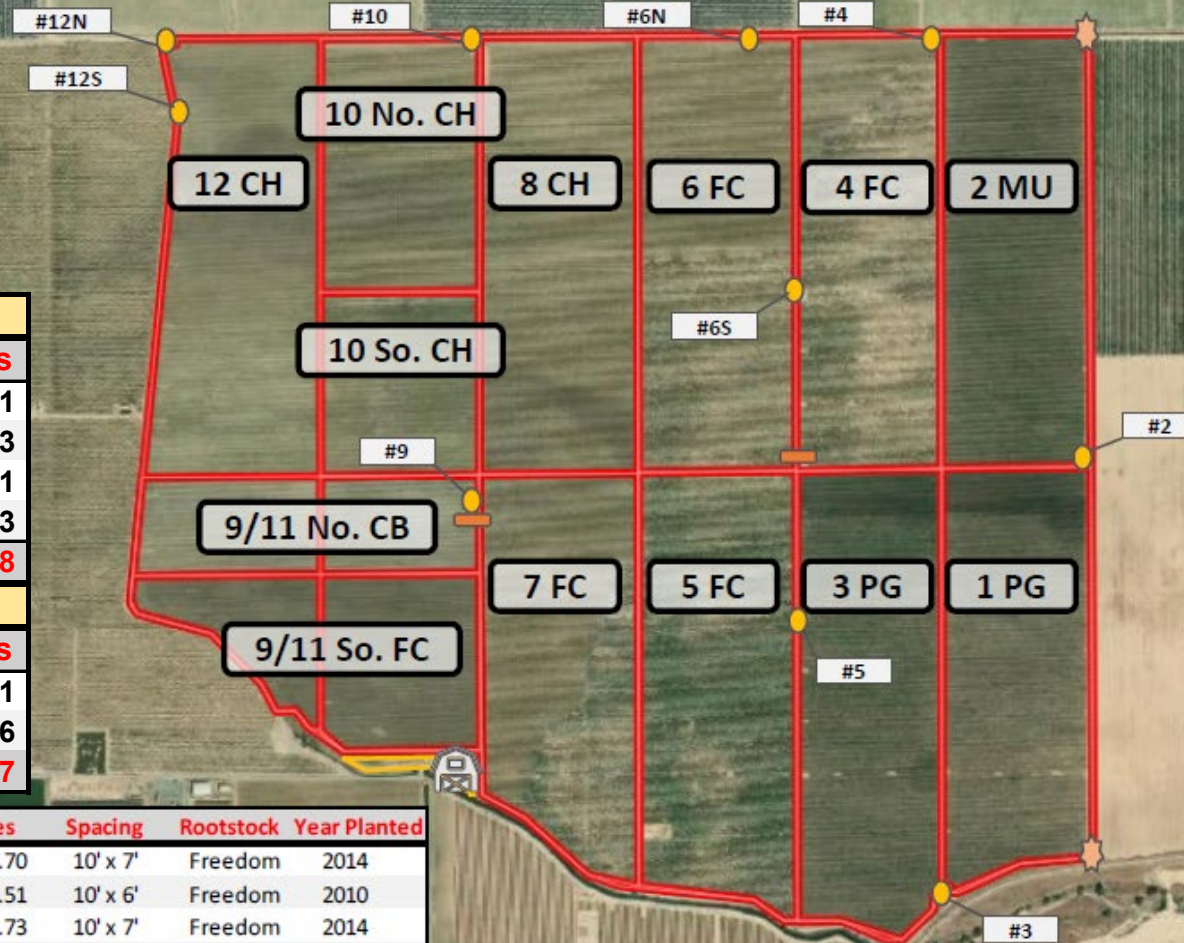 #12N
#10
#6N
#4
#12S
10 No. CH
12 CH
8 CH
6 FC
4 FC
2 MU
#6S
10 So. CH
#9
#2
9/11 No. CB
7 FC
5 FC
3 PG
1 PG
9/11 So. FC
#5
#3
s
1
3
1
3
8
s
1
6
7
es Spacing Rootstock Year Planted
.70 10' x 7' Freedom 2014
.51 10' x 6' Freedom 2010
.73 10' x 7' Freedom 2014